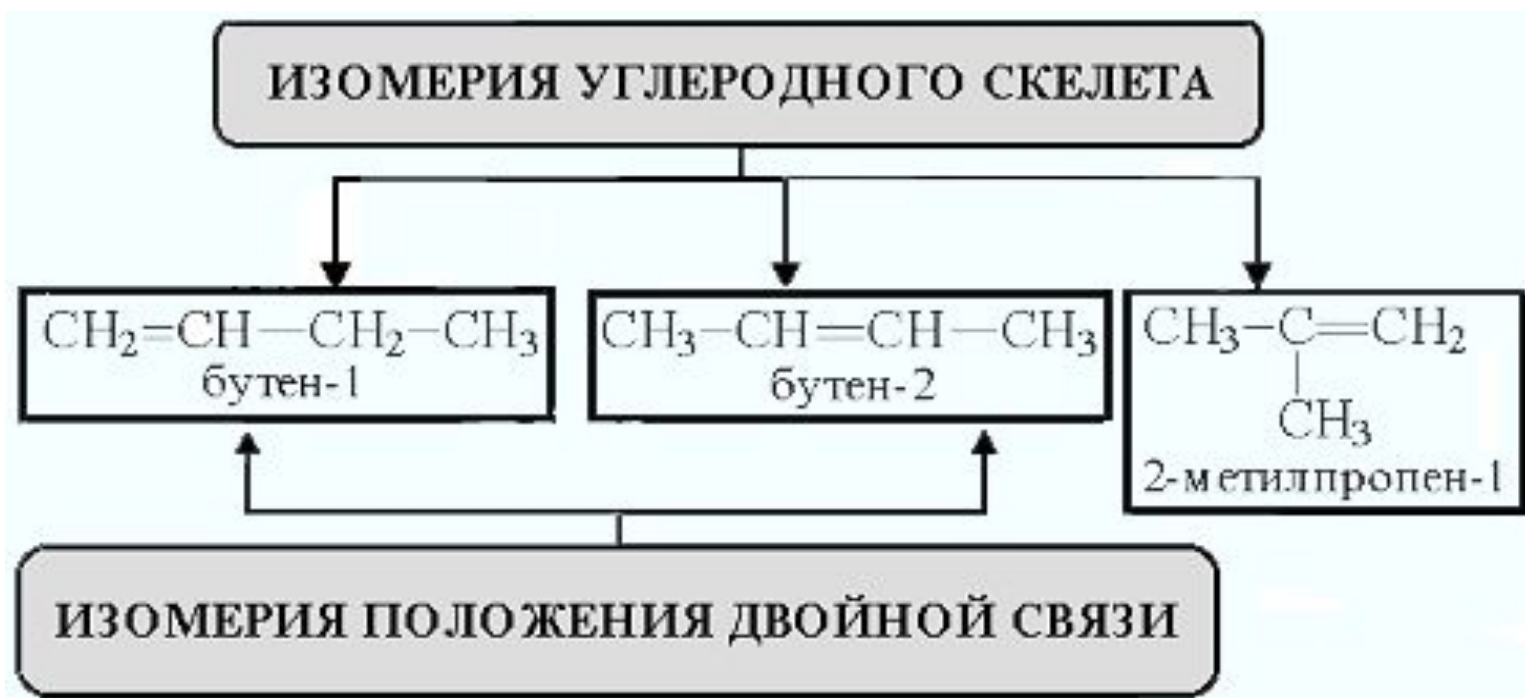 ИЗОМЕРИЯ УГЛЕРОДНОГО СКЕЛЕТА
CH₂=CH—CH₂—CH₃
бутен-1
CH₃—CH=CH—CH₃
бутен-2
CH₃—C=CH₂
CH₃
2-метилпропен-1
ИЗОМЕРИЯ ПОЛОЖЕНИЯ ДВОЙНОЙ СВЯЗИ